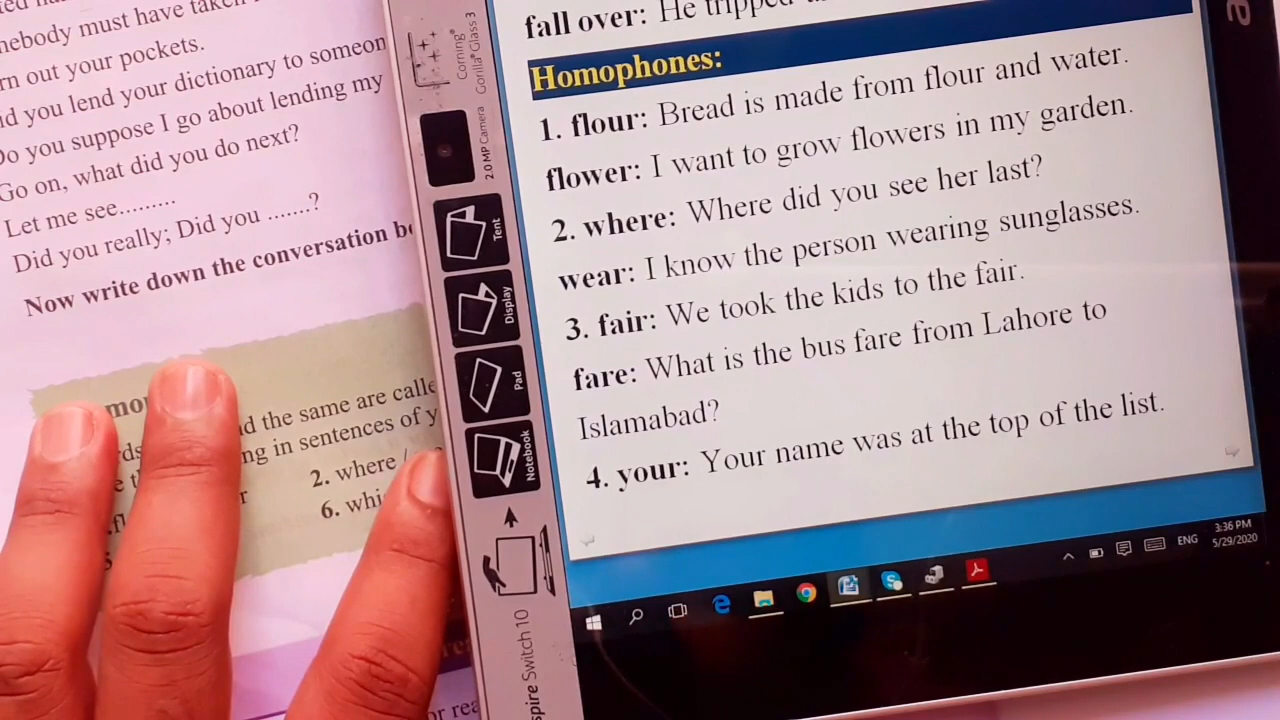 must have taken
your pockets.
you lend your dictionary to someon
you suppose I go about lending my
Go on, what did you do next?
Let me see.........
Did you really; Did you .......?
Now write down the conversation
the same are calle
in sentences of y
2. where /
6. whi
Corning®
Gorilla® Glass 3
2.0 MP Camera
Tent
Display
Pad
Notebook
spire Switch 10
fall over: He tripped
Homophones:
1. flour: Bread is made from flour and water.
flower: I want to grow flowers in my garden.
2. where: Where did you see her last?
wear: I know the person wearing sunglasses.
3. fair: We took the kids to the fair.
fare: What is the bus fare from Lahore to
Islamabad?
4. your: Your name was at the top of the list.
ENG
3:36 PM
5/29/2020